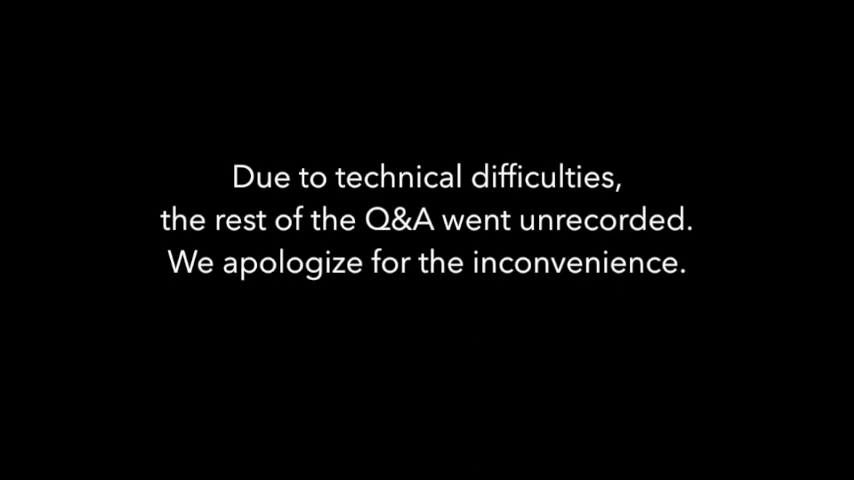 Due to technical difficulties,
the rest of the Q&A went unrecorded.
We apologize for the inconvenience.